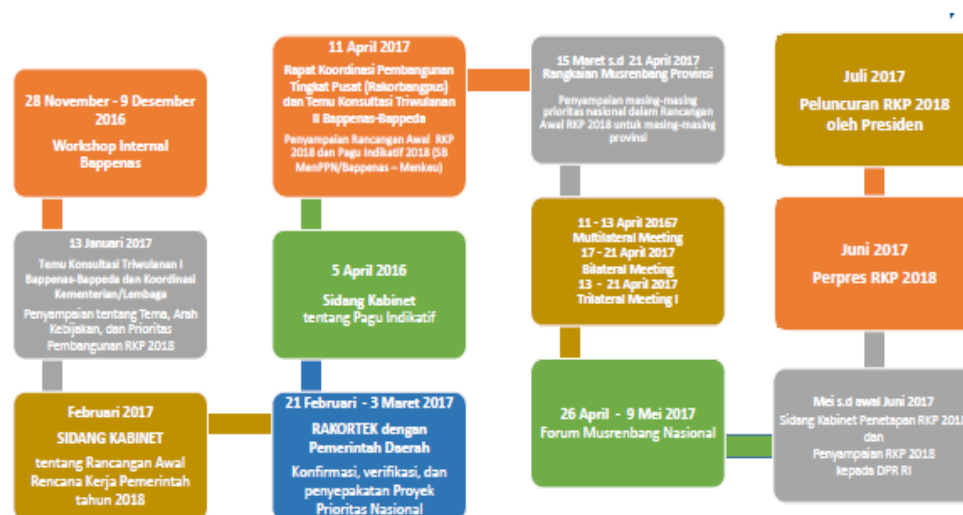 28 November - 9 Desember
2016
Workshop Internal
Bappenas
13 Januari 2017
Temu Konsultasi Triwulanan I
Bappenas-Bappeda dan Koordinasi
Kementerian/Lembaga
Penyampaian tentang Tema, Arah
Kebijakan, dan Prioritas
Pembangunan RKP 2018
Februari 2017
SIDANG KABINET
tentang Rancangan Awal
Rencana Kerja Pemerintah
tahun 2018
21 Februari - 3 Maret 2017
RAKORTEK dengan
Pemerintah Daerah
Konfirmasi, verifikasi, dan
penyepakatan Proyek
Prioritas Nasional
5 April 2016
Sidang Kabinet
tentang Pagu Indikatif
11 April 2017
Rapat Koordinasi Pembangunan
Tingkat Pusat (Rakorbangpus)
dan Temu Konsultasi Triwulanan
II Bappenas-Bappeda
Penyampaian Rancangan Awal RKP
2018 dan Pagu Indikatif 2018 (SB
MenPPN/Bappenas – Menkeu)
15 Maret s.d 21 April 2017
Rangkaian Musrenbang Provinsi
Penyampaian masing-masing
prioritas nasional dalam Rancangan
Awal RKP 2018 untuk masing-masing
provinsi
11 - 13 April 20167
Multilateral Meeting
17 - 21 April 2017
Bilateral Meeting
13 - 21 April 2017
Trilateral Meeting I
26 April - 9 Mei 2017
Forum Musrenbang Nasional
Mei s.d awal Juni 2017
Sidang Kabinet Penetapan RKP 2018
dan
Penyampaian RKP 2018
kepada DPR RI
Juni 2017
Perpres RKP 2018
Juli 2017
Peluncuran RKP 2018
oleh Presiden